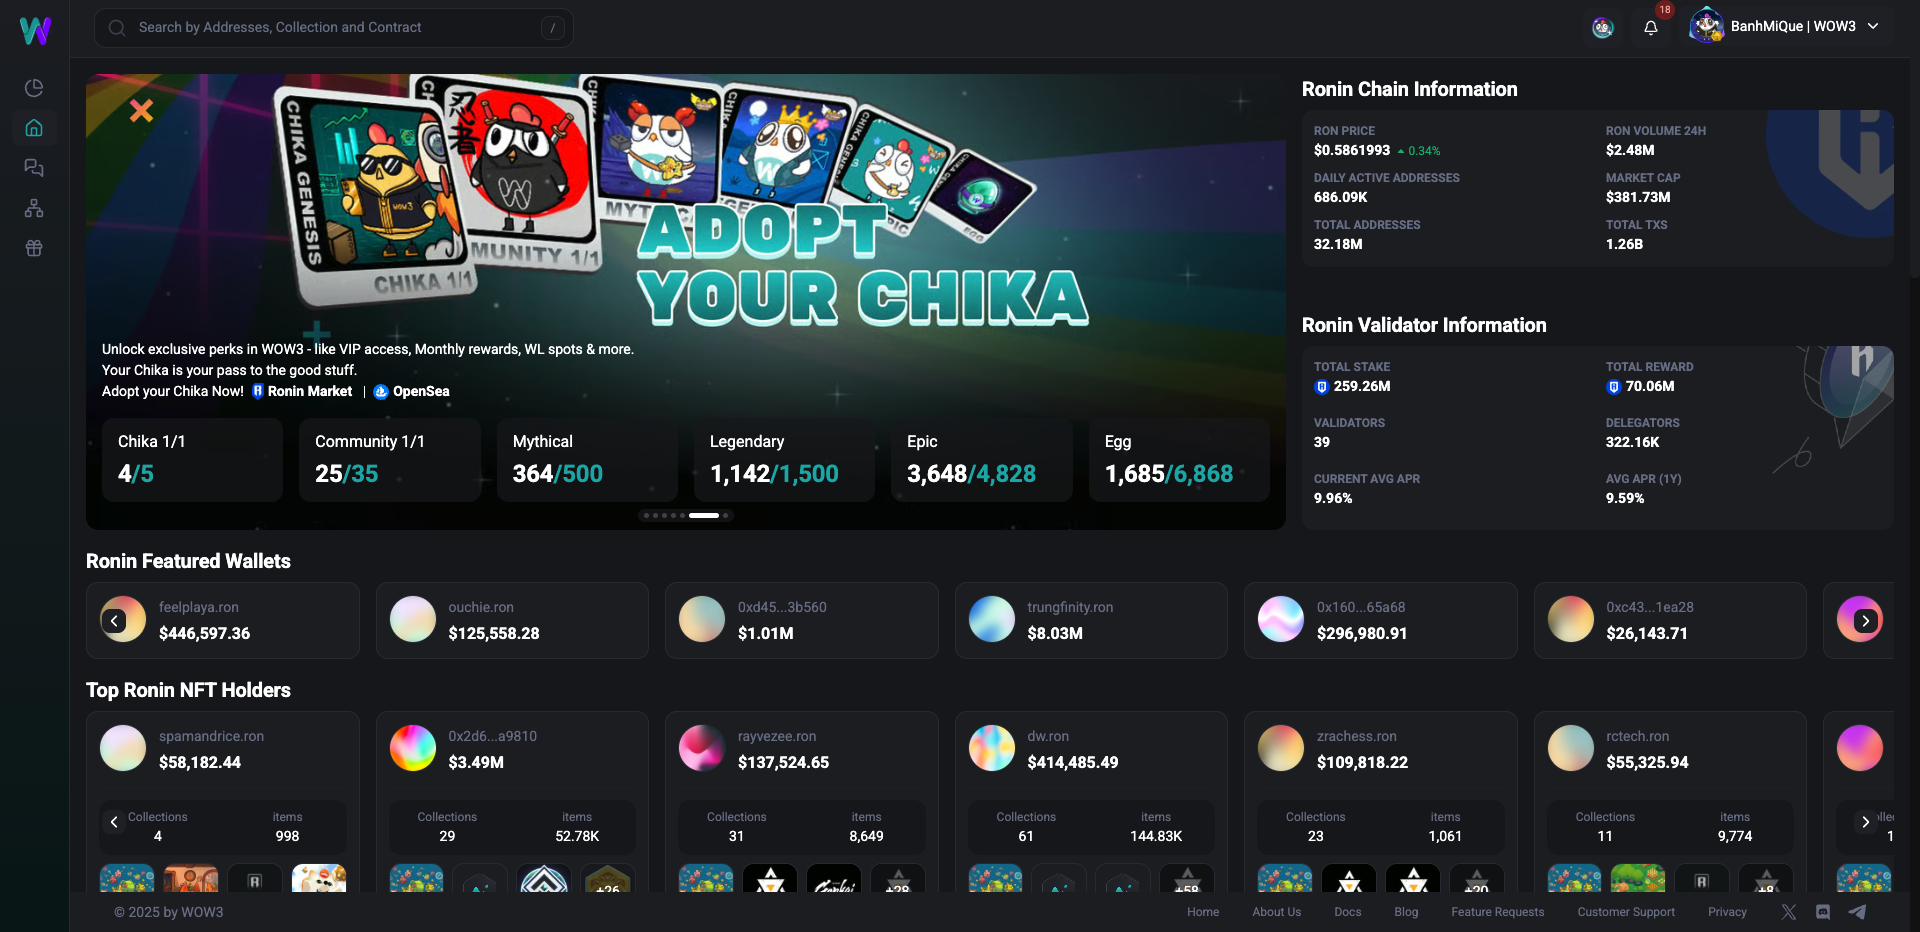 Search by Addresses, Collection and Contract
/
18
BanhMiQue | WOW3
CHIKA GENESIS
CHIKA 1/1
忍者
MUNITY 1/1
wow3
EGG
ADOPT
YOUR CHIKA
Unlock exclusive perks in WOW3 - like VIP access, Monthly rewards, WL spots & more.
Your Chika is your pass to the good stuff.
Adopt your Chika Now! Ronin Market | OpenSea
Chika 1/1
4/5
Community 1/1
25/35
Mythical
364/500
Legendary
1,142/1,500
Epic
3,648/4,828
Egg
1,685/6,868
Ronin Chain Information
RON PRICE
$0.5861993 0.34%
RON VOLUME 24H
$2.48M
DAILY ACTIVE ADDRESSES
686.09K
MARKET CAP
$381.73M
TOTAL ADDRESSES
32.18M
TOTAL TXS
1.26B
Ronin Validator Information
TOTAL STAKE
259.26M
TOTAL REWARD
70.06M
VALIDATORS
39
DELEGATORS
322.16K
CURRENT AVG APR
9.96%
AVG APR (1Y)
9.59%
Ronin Featured Wallets
feelplaya.ron
$446,597.36
ouchie.ron
$125,558.28
0xd45...3b560
$1.01M
trungfinity.ron
$8.03M
0x160...65a68
$296,980.91
0xc43...1ea28
$26,143.71
Top Ronin NFT Holders
spamandrice.ron
$58,182.44
Collections
4
items
998
0x2d6...a9810
$3.49M
Collections
29
items
52.78K
+26
rayvezee.ron
$137,524.65
Collections
31
items
8,649
+28
dw.ron
$414,485.49
Collections
61
items
144.83K
+58
zrachess.ron
$109,818.22
Collections
23
items
1,061
+20
rctech.ron
$55,325.94
Collections
11
items
9,774
+8
© 2025 by WOW3
Home
About Us
Docs
Blog
Feature Requests
Customer Support
Privacy